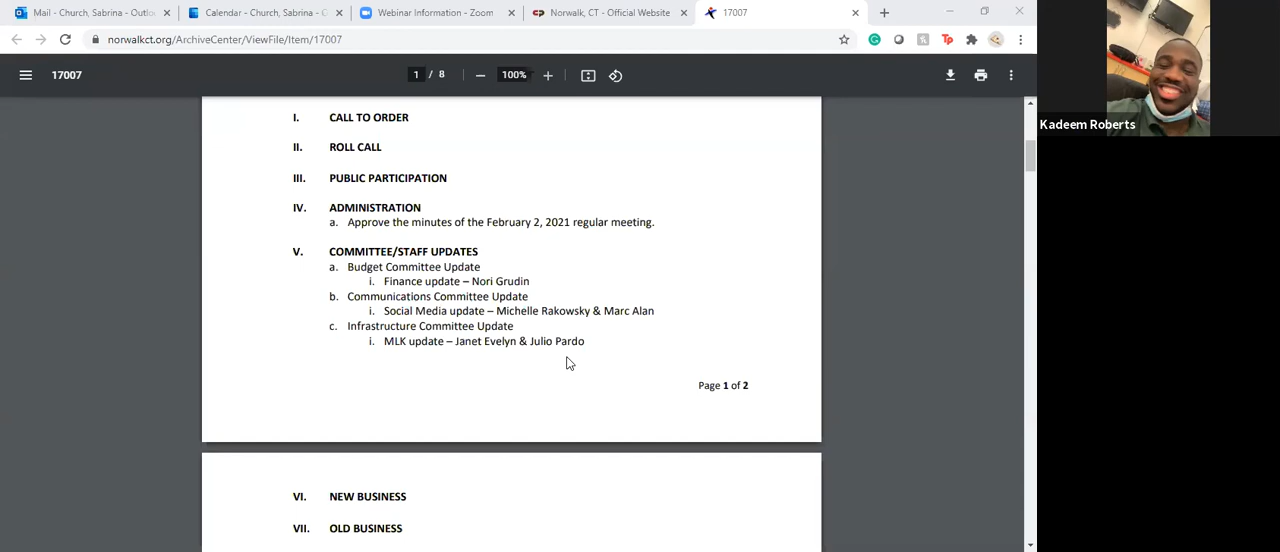 Mail - Church, Sabrina - Outlo
Calendar - Church, Sabrina - O
Webinar Information - Zoom
Norwalk, CT - Official Website
17007
norwalkct.org/ArchiveCenter/ViewFile/Item/17007
17007
1 / 8
100%
Kadeem Roberts
I. CALL TO ORDER
II. ROLL CALL
III. PUBLIC PARTICIPATION
IV. ADMINISTRATION
a. Approve the minutes of the February 2, 2021 regular meeting.
V. COMMITTEE/STAFF UPDATES
a. Budget Committee Update
i. Finance update – Nori Grudin
b. Communications Committee Update
i. Social Media update – Michelle Rakowsky & Marc Alan
c. Infrastructure Committee Update
i. MLK update – Janet Evelyn & Julio Pardo
Page 1 of 2
VI. NEW BUSINESS
VII. OLD BUSINESS